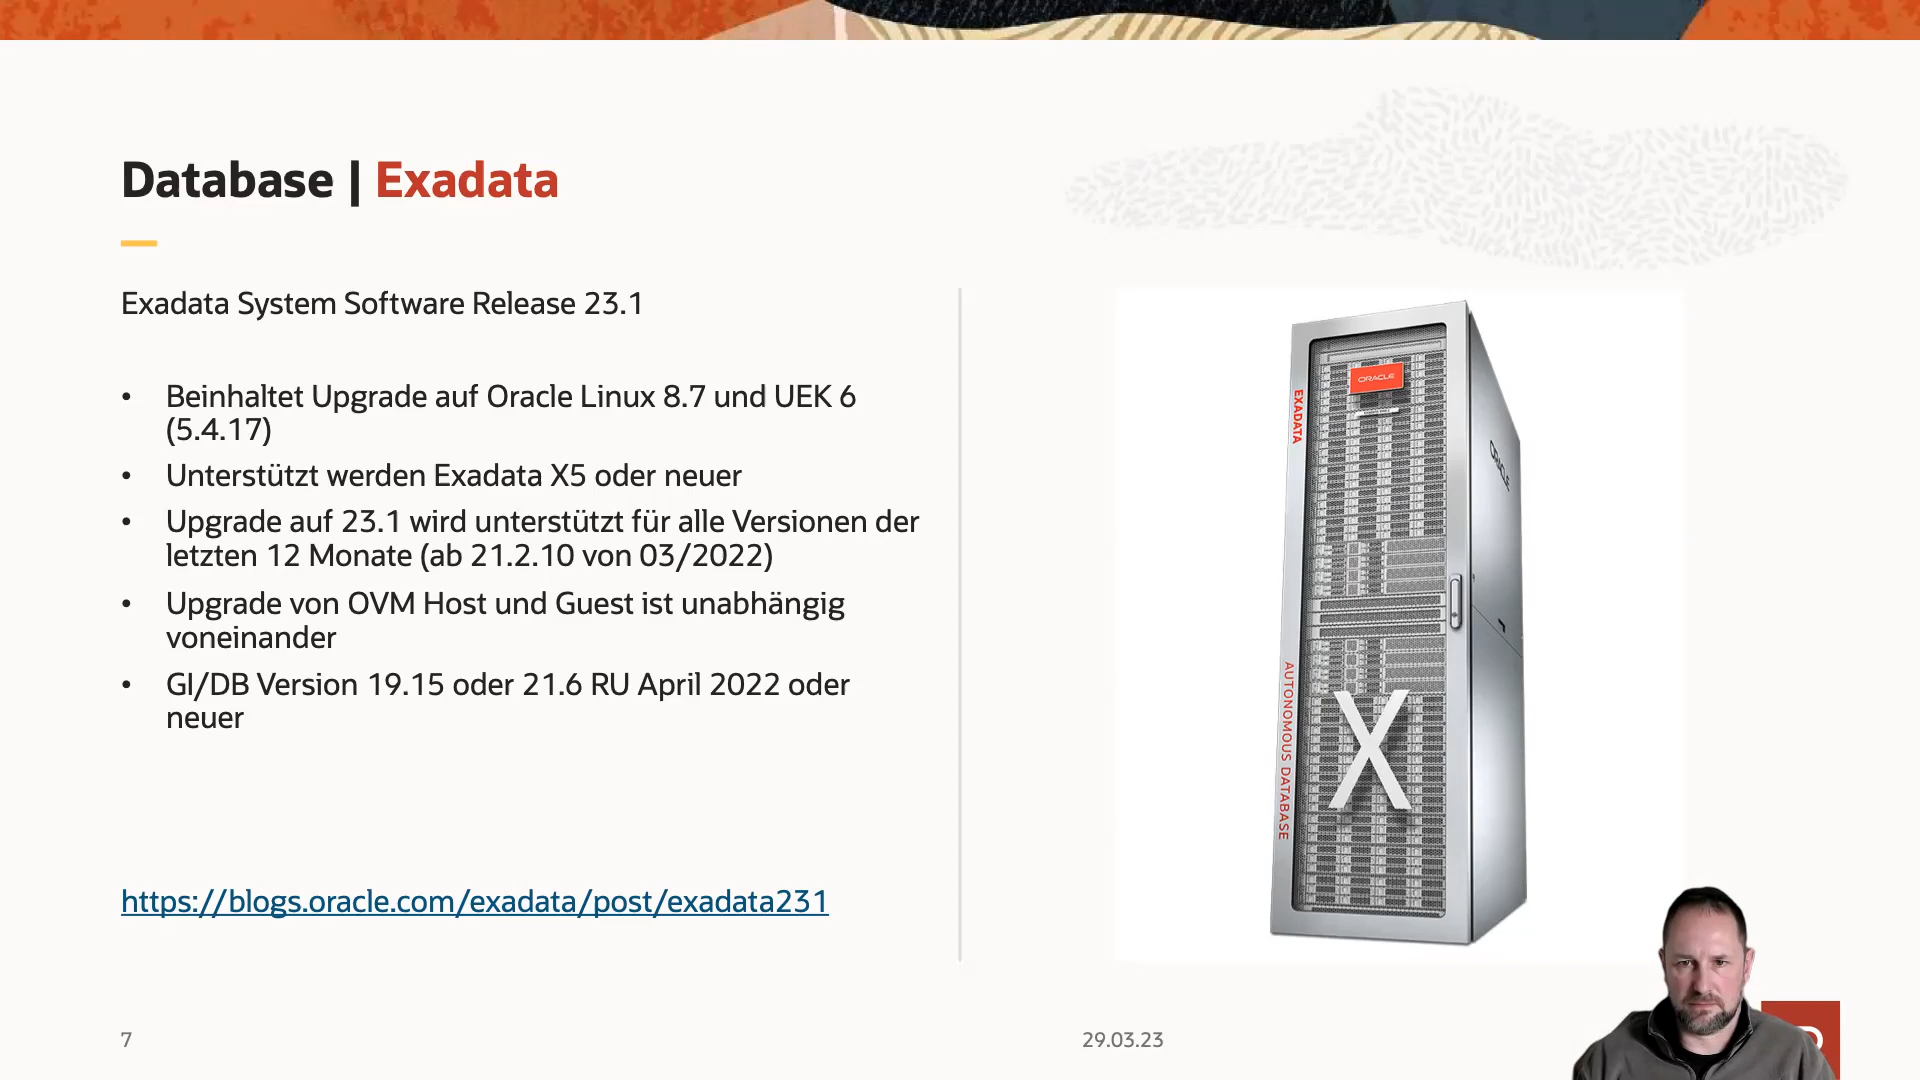 Database | Exadata
Exadata System Software Release 23.1
• Beinhaltet Upgrade auf Oracle Linux 8.7 und UEK 6
(5.4.17)
• Unterstützt werden Exadata X5 oder neuer
• Upgrade auf 23.1 wird unterstützt für alle Versionen der
letzten 12 Monate (ab 21.2.10 von 03/2022)
• Upgrade von OVM Host und Guest ist unabhängig
voneinander
• GI/DB Version 19.15 oder 21.6 RU April 2022 oder
neuer
https://blogs.oracle.com/exadata/post/exadata231
ORACLE
EXADATA
ORACLE
AUTONOMOUS DATABASE
X
7
29.03.23